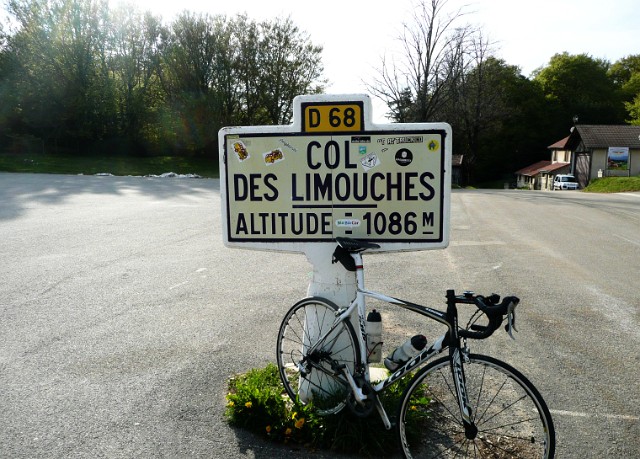 D 68
COL
DES LIMOUCHES
ALTITUDE - 1086 M